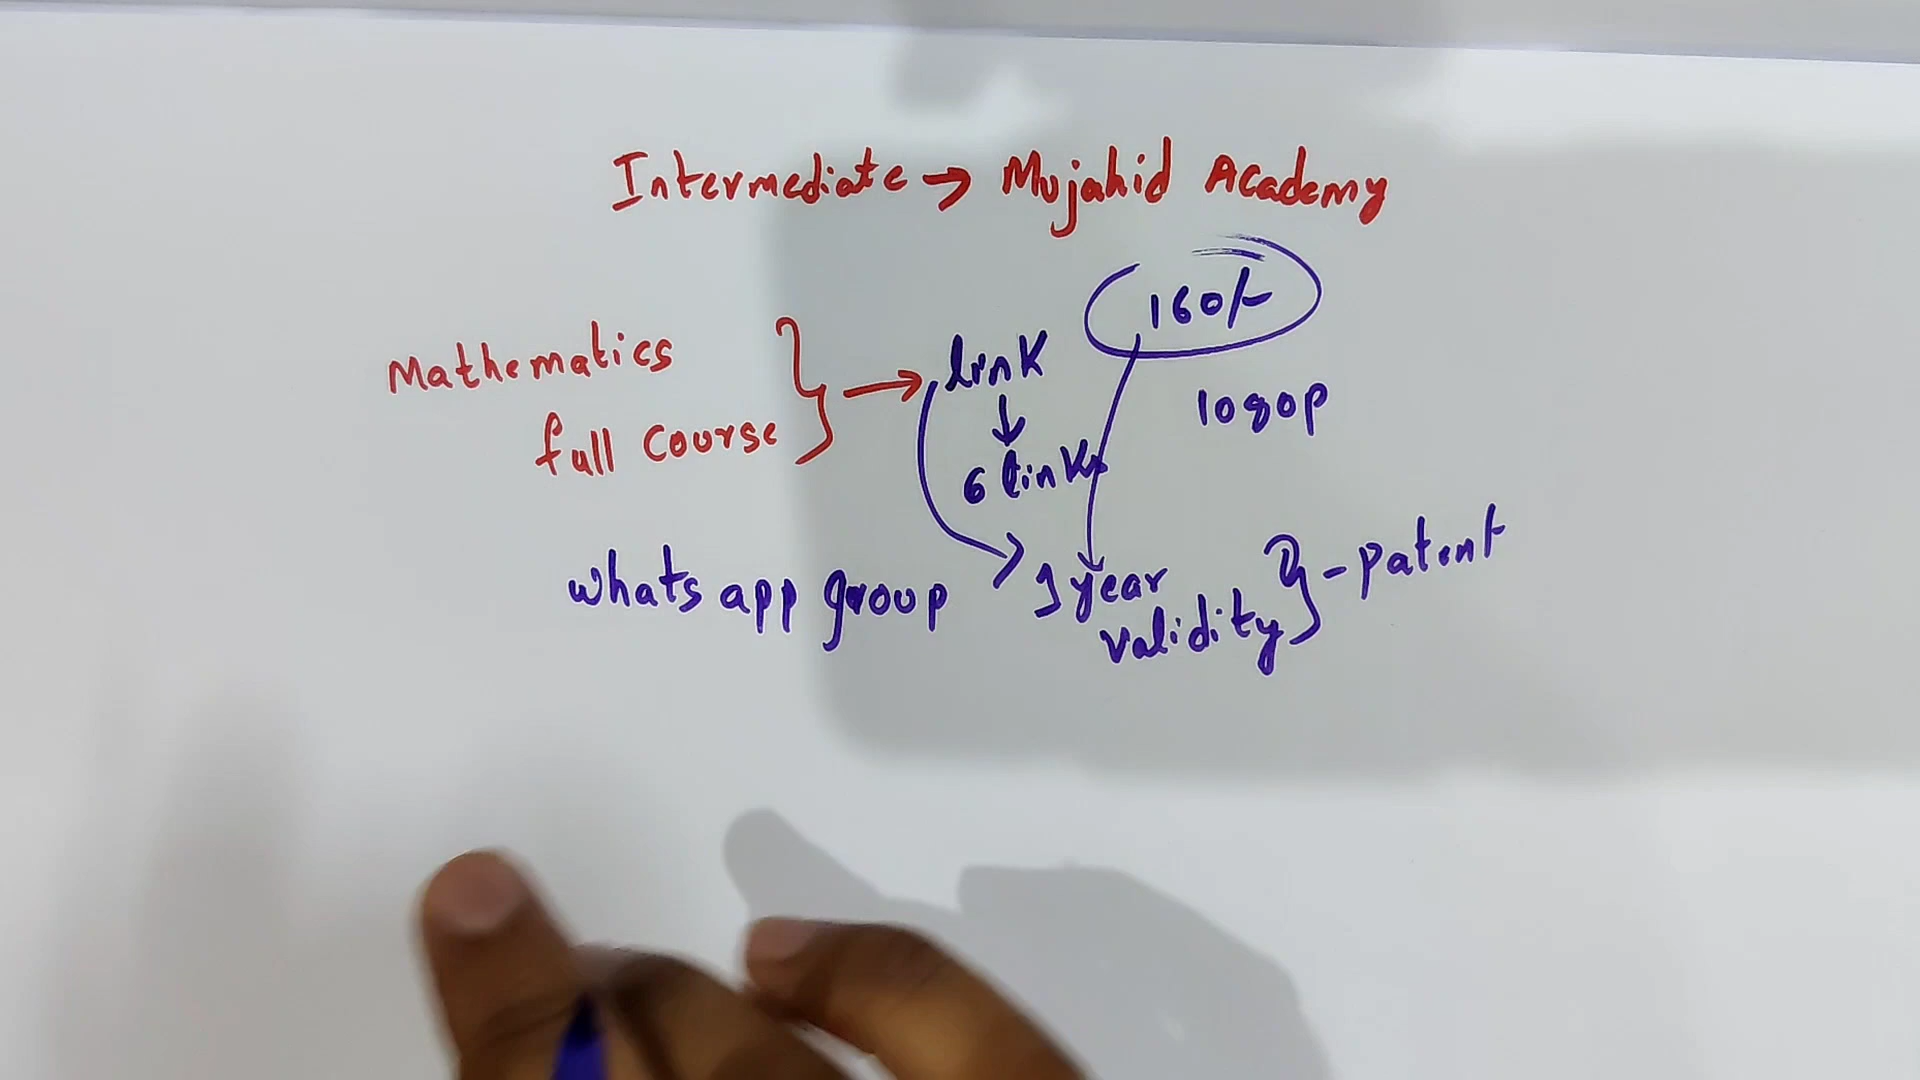 Intermediate → Mujahid Academy
160/-
Mathematics
full course
} → link
1080p
↓
6 links
whats app group
1 year
validity } - patent